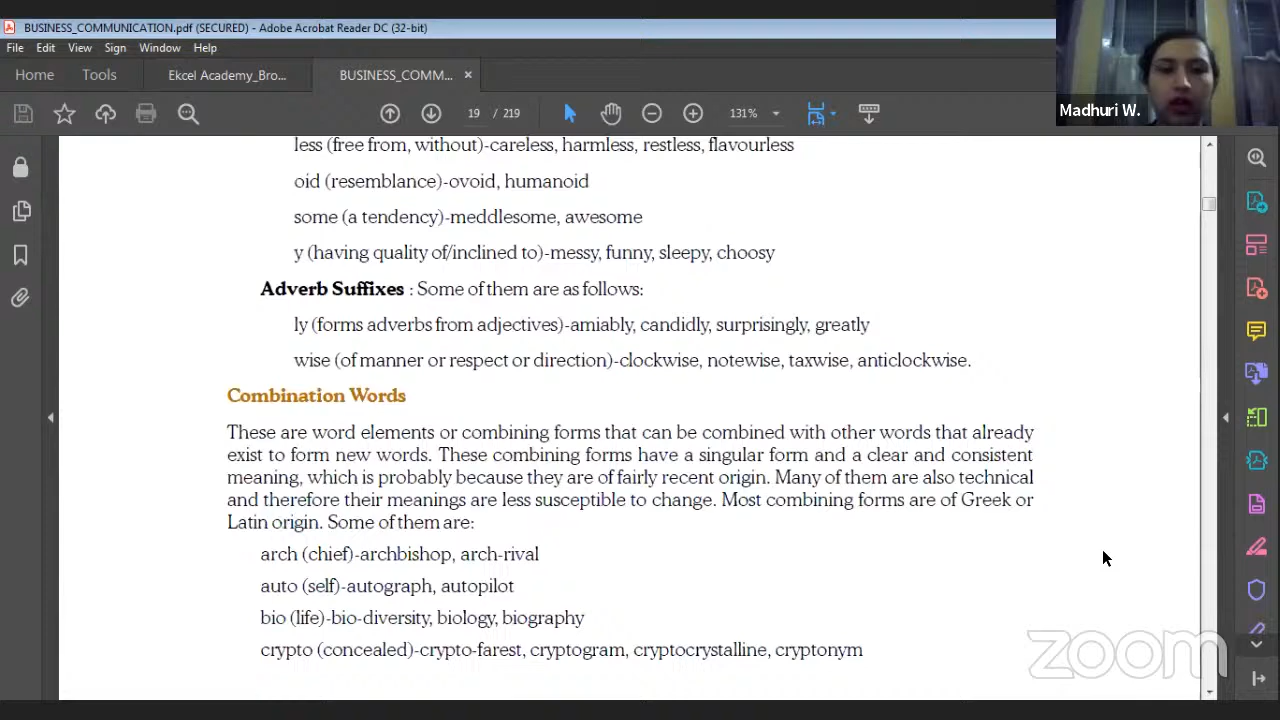 BUSINESS_COMMUNICATION.pdf (SECURED) - Adobe Acrobat Reader DC (32-bit)
File Edit View Sign Window Help
Home Tools Ekcel Academy_Bro... BUSINESS_COMM... ×
19 / 219 131%
Madhuri W.
less (free from, without)-careless, harmless, restless, flavourless
oid (resemblance)-ovoid, humanoid
some (a tendency)-meddlesome, awesome
y (having quality of/inclined to)-messy, funny, sleepy, choosy
Adverb Suffixes : Some of them are as follows:
ly (forms adverbs from adjectives)-amiably, candidly, surprisingly, greatly
wise (of manner or respect or direction)-clockwise, notewise, taxwise, anticlockwise.
Combination Words
These are word elements or combining forms that can be combined with other words that already
exist to form new words. These combining forms have a singular form and a clear and consistent
meaning, which is probably because they are of fairly recent origin. Many of them are also technical
and therefore their meanings are less susceptible to change. Most combining forms are of Greek or
Latin origin. Some of them are:
arch (chief)-archbishop, arch-rival
auto (self)-autograph, autopilot
bio (life)-bio-diversity, biology, biography
crypto (concealed)-crypto-farest, cryptogram, cryptocrystalline, cryptonym
zoom